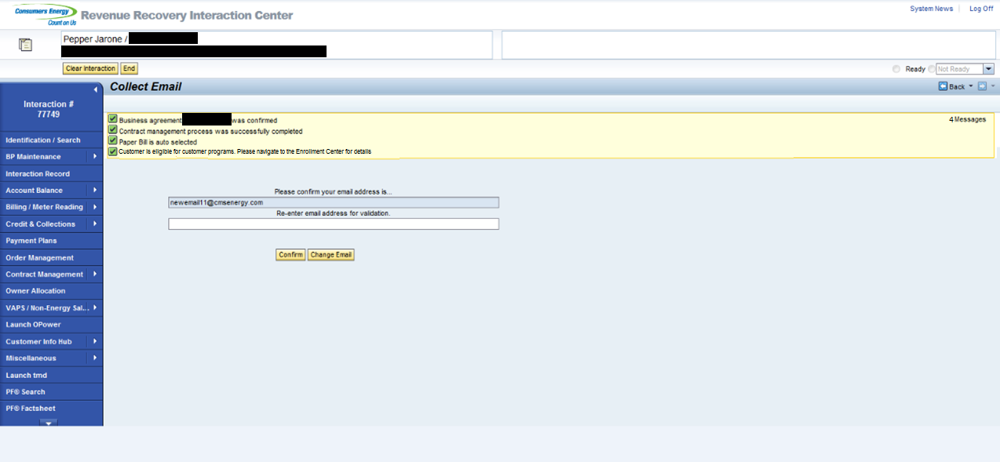 Consumers Energy
Count on Us
Revenue Recovery Interaction Center
System News
Log Off
Pepper Jarone /
Clear Interaction
End
Ready
Not Ready
Collect Email
Back
Interaction #
77749
Business agreement was confirmed
4 Messages
Contract management process was successfully completed
Paper Bill is auto selected
Customer is eligible for customer programs. Please navigate to the Enrollment Center for details
Identification / Search
BP Maintenance
Interaction Record
Account Balance
Billing / Meter Reading
Credit & Collections
Payment Plans
Order Management
Contract Management
Owner Allocation
VAPS / Non-Energy Sal...
Launch OPower
Customer Info Hub
Miscellaneous
Launch tmd
PF® Search
PF® Factsheet
Please confirm your email address is...
newemail11@cmsenergy.com
Re-enter email address for validation.
Confirm
Change Email